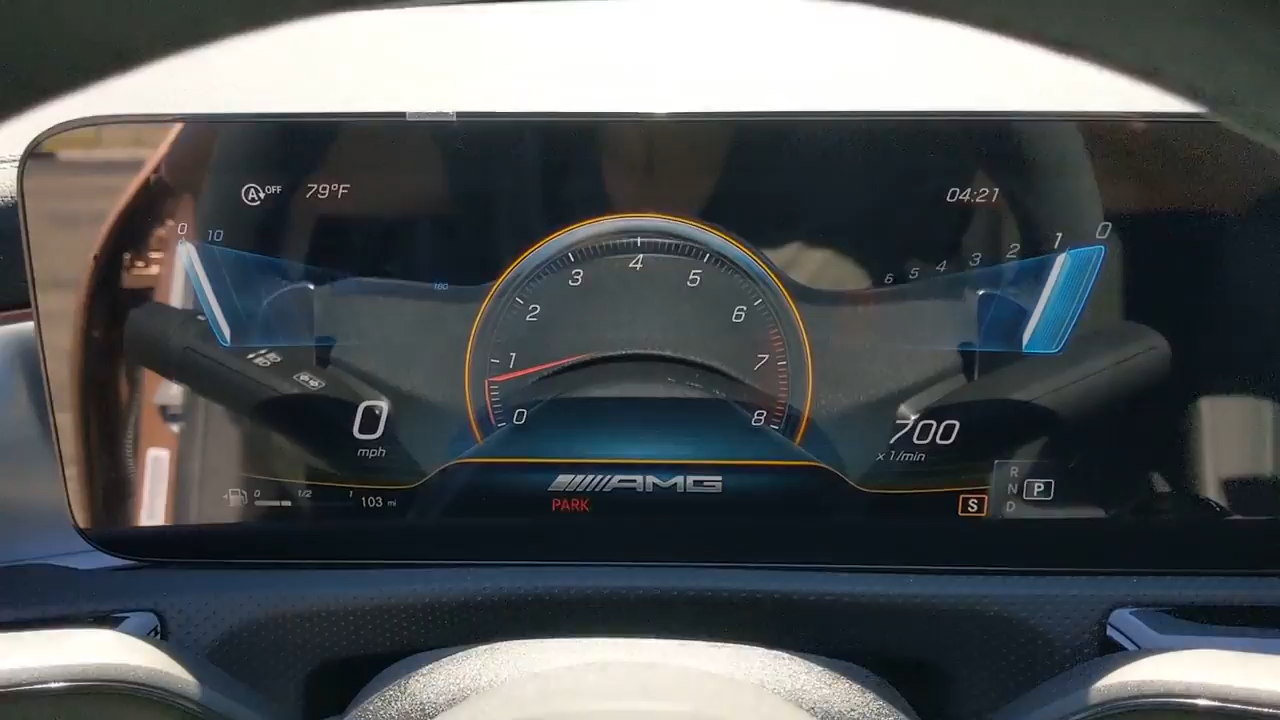 A OFF 79°F
04:21
0 10
160
6 5 4 3 2 1 0
0 1 2 3 4 5 6 7 8
0
mph
700
x 1/min
0 1/2 1
103 mi
AMG
PARK
S
R
N P
D